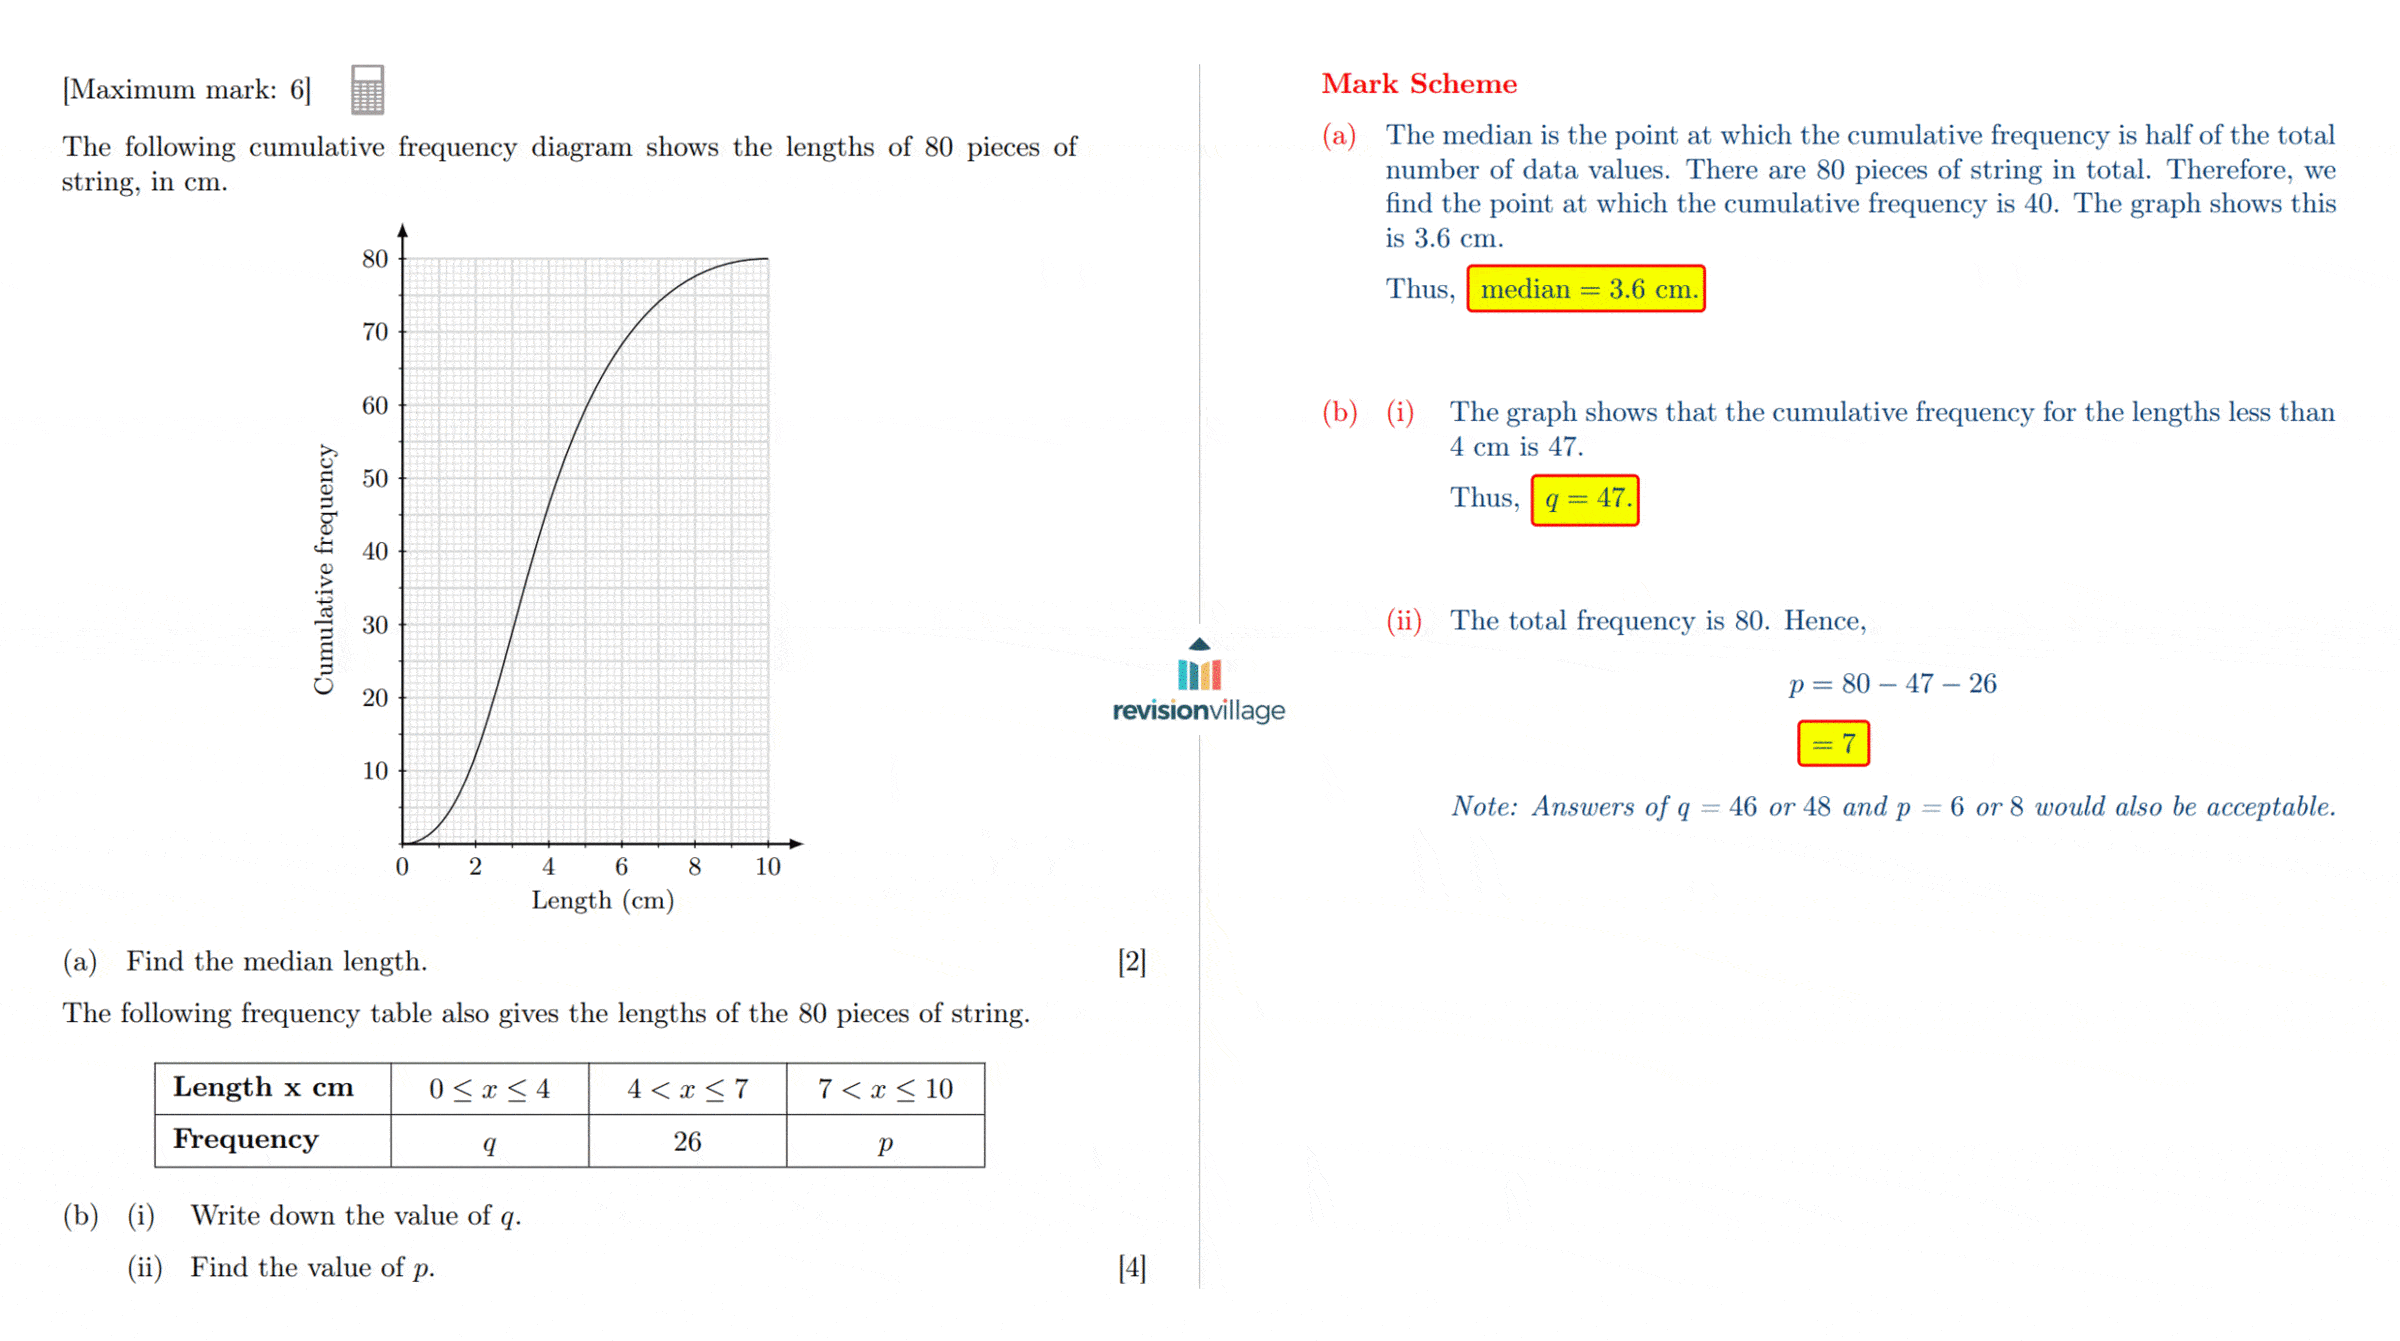 [Maximum mark: 6]
The following cumulative frequency diagram shows the lengths of 80 pieces of
string, in cm.
80
70
60
50
40
30
20
10
Cumulative frequency
0 2 4 6 8 10
Length (cm)
(a) Find the median length. [2]
The following frequency table also gives the lengths of the 80 pieces of string.
Length x cm 0 ≤ x ≤ 4 4 < x ≤ 7 7 < x ≤ 10
Frequency q 26 p
(b) (i) Write down the value of q.
(ii) Find the value of p. [4]
revisionvillage
Mark Scheme
(a) The median is the point at which the cumulative frequency is half of the total
number of data values. There are 80 pieces of string in total. Therefore, we
find the point at which the cumulative frequency is 40. The graph shows this
is 3.6 cm.
Thus, median = 3.6 cm.
(b) (i) The graph shows that the cumulative frequency for the lengths less than
4 cm is 47.
Thus, q = 47.
(ii) The total frequency is 80. Hence,
p = 80 − 47 − 26
= 7
Note: Answers of q = 46 or 48 and p = 6 or 8 would also be acceptable.